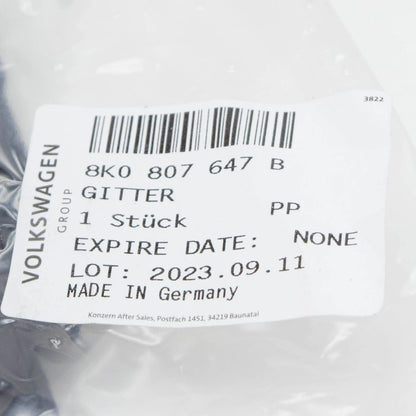 3822
VOLKSWAGEN
GROUP
8K0 807 647 B
GITTER
1 Stück PP
EXPIRE DATE: NONE
LOT: 2023.09.11
MADE IN Germany
Konzern After Sales, Postfach 1451, 34219 Baunatal